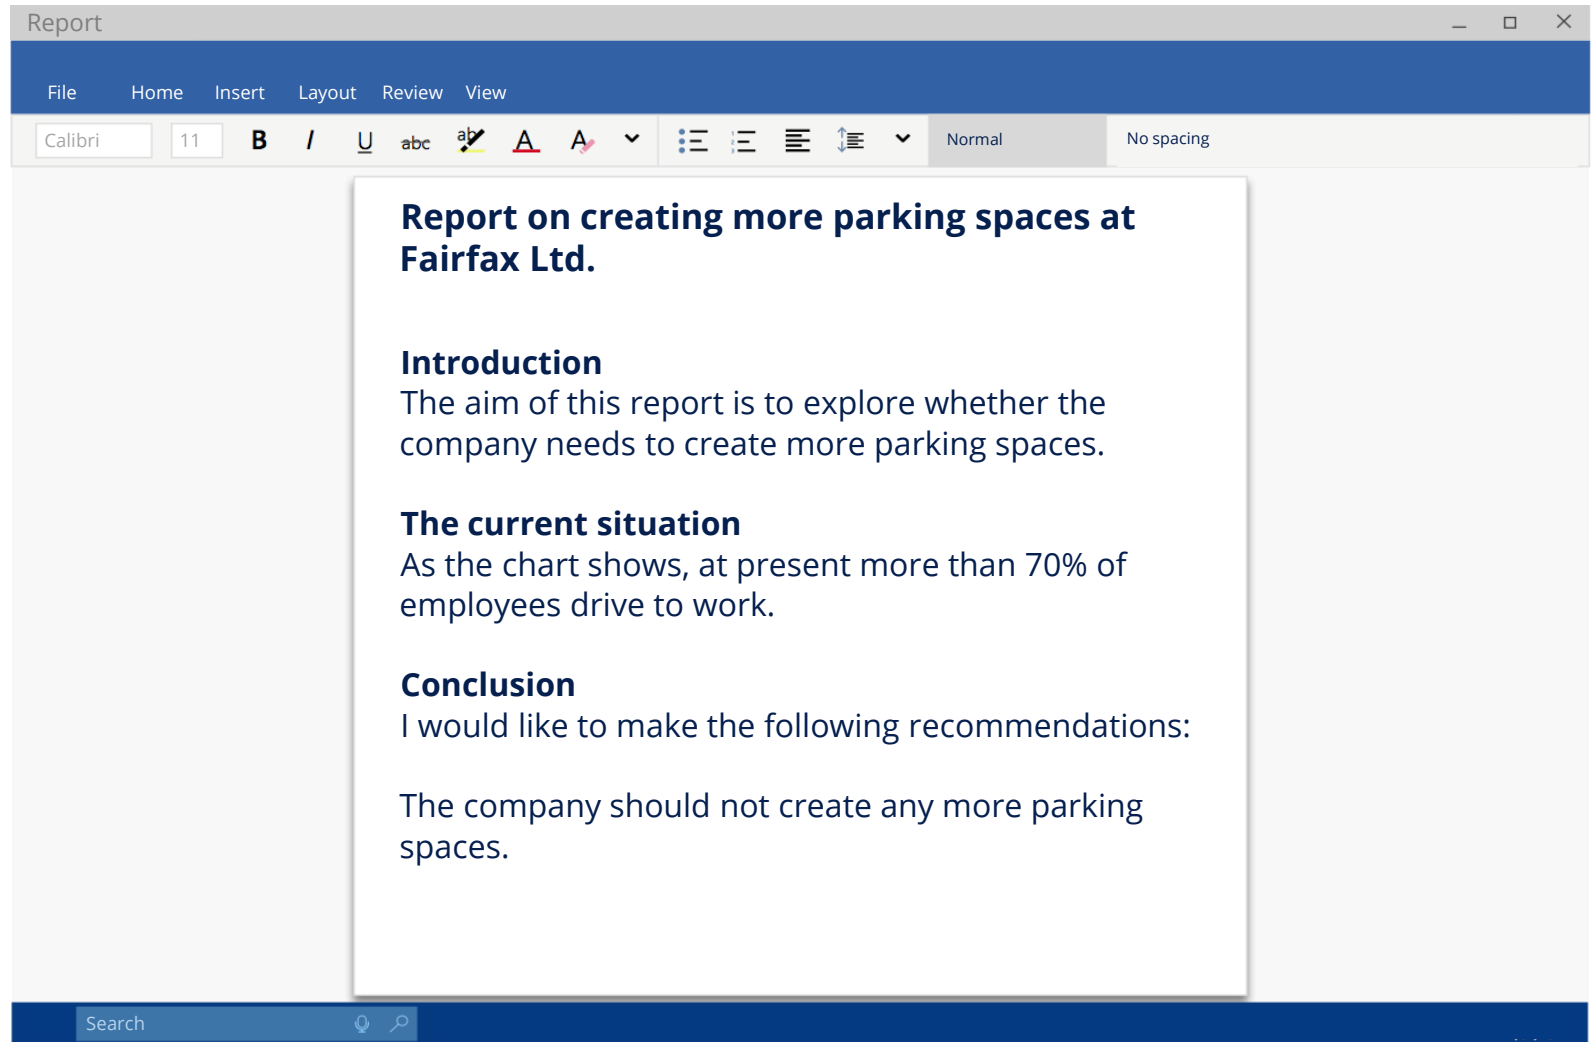 Report
File Home Insert Layout Review View
Calibri 11 B I U abc ab A A Normal No spacing
Report on creating more parking spaces at
Fairfax Ltd.
Introduction
The aim of this report is to explore whether the
company needs to create more parking spaces.
The current situation
As the chart shows, at present more than 70% of
employees drive to work.
Conclusion
I would like to make the following recommendations:
The company should not create any more parking
spaces.
Search